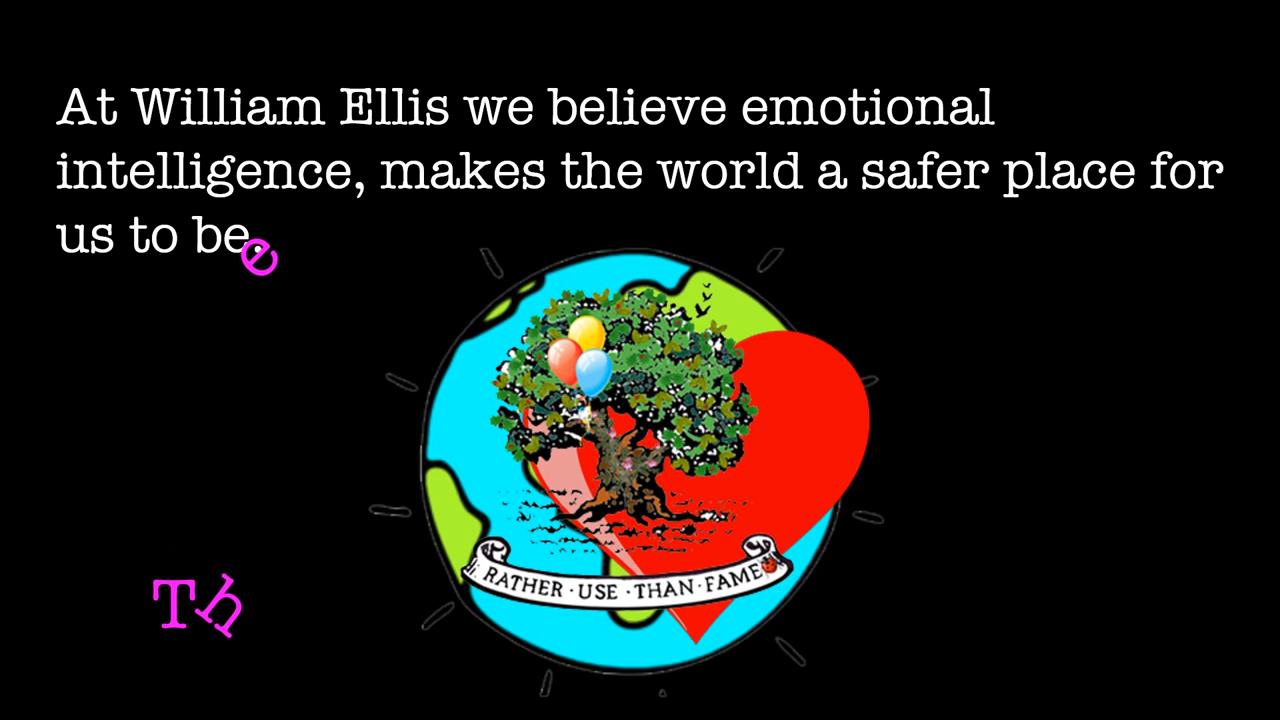 At William Ellis we believe emotional
intelligence, makes the world a safer place for
us to be.
e
RATHER · USE · THAN · FAME
Th